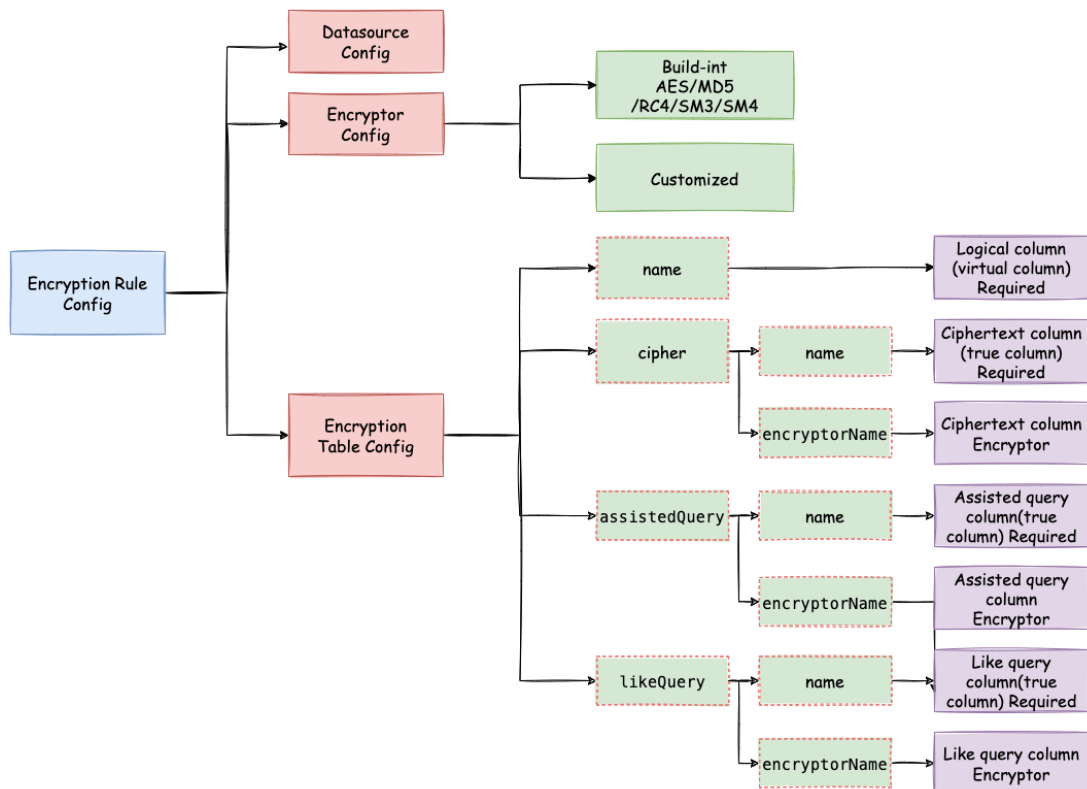 Datasource
Config
Encryptor
Config
Build-int
AES/MD5
/RC4/SM3/SM4
Customized
Encryption Rule
Config
Encryption
Table Config
name
Logical column
(virtual column)
Required
cipher
name
Ciphertext column
(true column)
Required
encryptorName
Ciphertext column
Encryptor
assistedQuery
name
Assisted query
column(true
column) Required
encryptorName
Assisted query
column
Encryptor
likeQuery
name
Like query
column(true
column) Required
encryptorName
Like query column
Encryptor